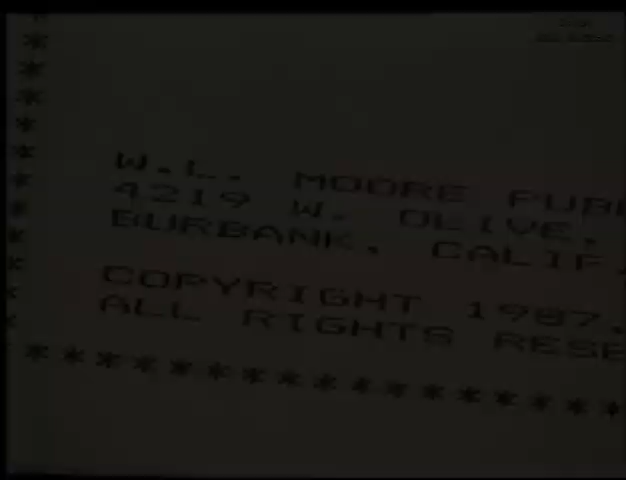 W.L. MOORE PUB
4219 W. OLIVE,
BURBANK, CALIF.
COPYRIGHT 1987.
ALL RIGHTS RESE
*******************